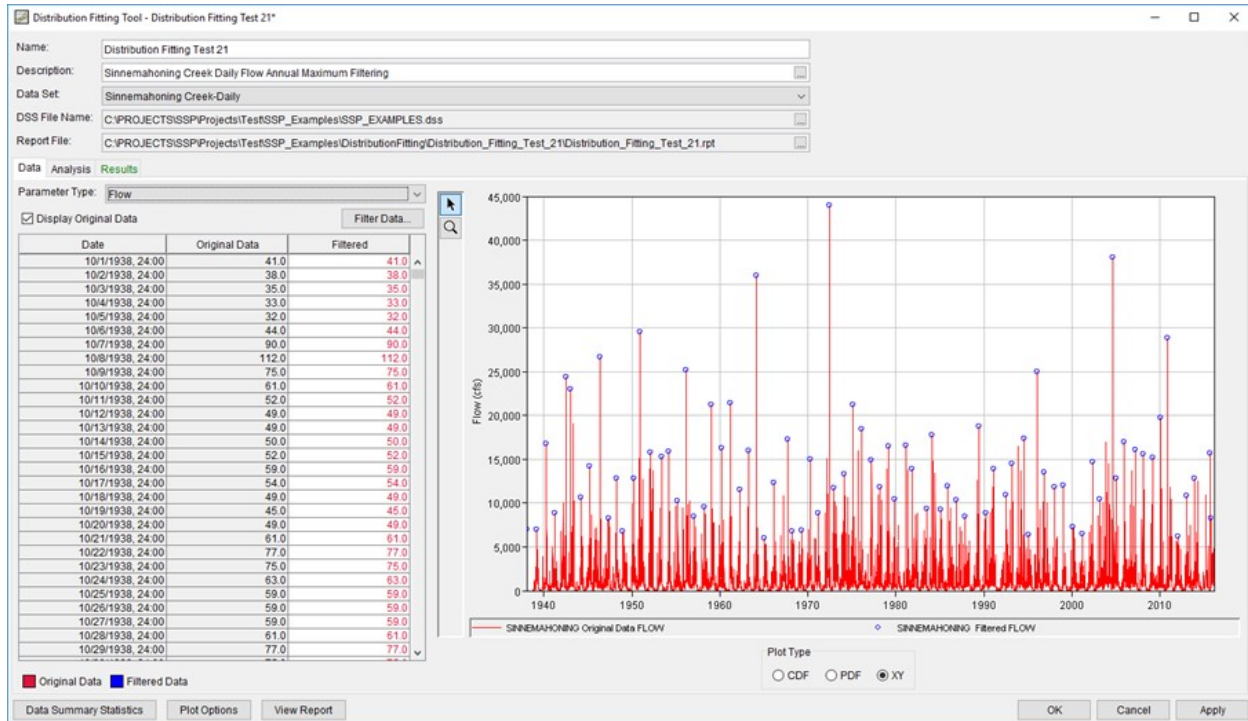 Distribution Fitting Tool - Distribution Fitting Test 21*
Name: Distribution Fitting Test 21
Description: Sinnemahoning Creek Daily Flow Annual Maximum Filtering
Data Set: Sinnemahoning Creek-Daily
DSS File Name: C:\PROJECTS\SSP\Projects\Test\SSP_Examples\SSP_EXAMPLES.dss
Report File: C:\PROJECTS\SSP\Projects\Test\SSP_Examples\DistributionFitting\Distribution_Fitting_Test_21\Distribution_Fitting_Test_21.rpt
Data Analysis Results
Parameter Type: Flow
Display Original Data Filter Data...
Date Original Data Filtered
10/1/1938, 24:00 41.0 41.0
10/2/1938, 24:00 38.0 38.0
10/3/1938, 24:00 35.0 35.0
10/4/1938, 24:00 33.0 33.0
10/5/1938, 24:00 32.0 32.0
10/6/1938, 24:00 44.0 44.0
10/7/1938, 24:00 90.0 90.0
10/8/1938, 24:00 112.0 112.0
10/9/1938, 24:00 75.0 75.0
10/10/1938, 24:00 61.0 61.0
10/11/1938, 24:00 52.0 52.0
10/12/1938, 24:00 49.0 49.0
10/13/1938, 24:00 49.0 49.0
10/14/1938, 24:00 50.0 50.0
10/15/1938, 24:00 52.0 52.0
10/16/1938, 24:00 59.0 59.0
10/17/1938, 24:00 54.0 54.0
10/18/1938, 24:00 49.0 49.0
10/19/1938, 24:00 45.0 45.0
10/20/1938, 24:00 49.0 49.0
10/21/1938, 24:00 61.0 61.0
10/22/1938, 24:00 77.0 77.0
10/23/1938, 24:00 75.0 75.0
10/24/1938, 24:00 63.0 63.0
10/25/1938, 24:00 59.0 59.0
10/26/1938, 24:00 59.0 59.0
10/27/1938, 24:00 59.0 59.0
10/28/1938, 24:00 61.0 61.0
10/29/1938, 24:00 77.0 77.0
Original Data Filtered Data
45,000
40,000
35,000
30,000
25,000
20,000
15,000
10,000
5,000
0
Flow (cfs)
1940 1950 1960 1970 1980 1990 2000 2010
SINNEMAHONING Original Data FLOW SINNEMAHONING Filtered FLOW
Plot Type
CDF PDF XY
Data Summary Statistics Plot Options View Report OK Cancel Apply